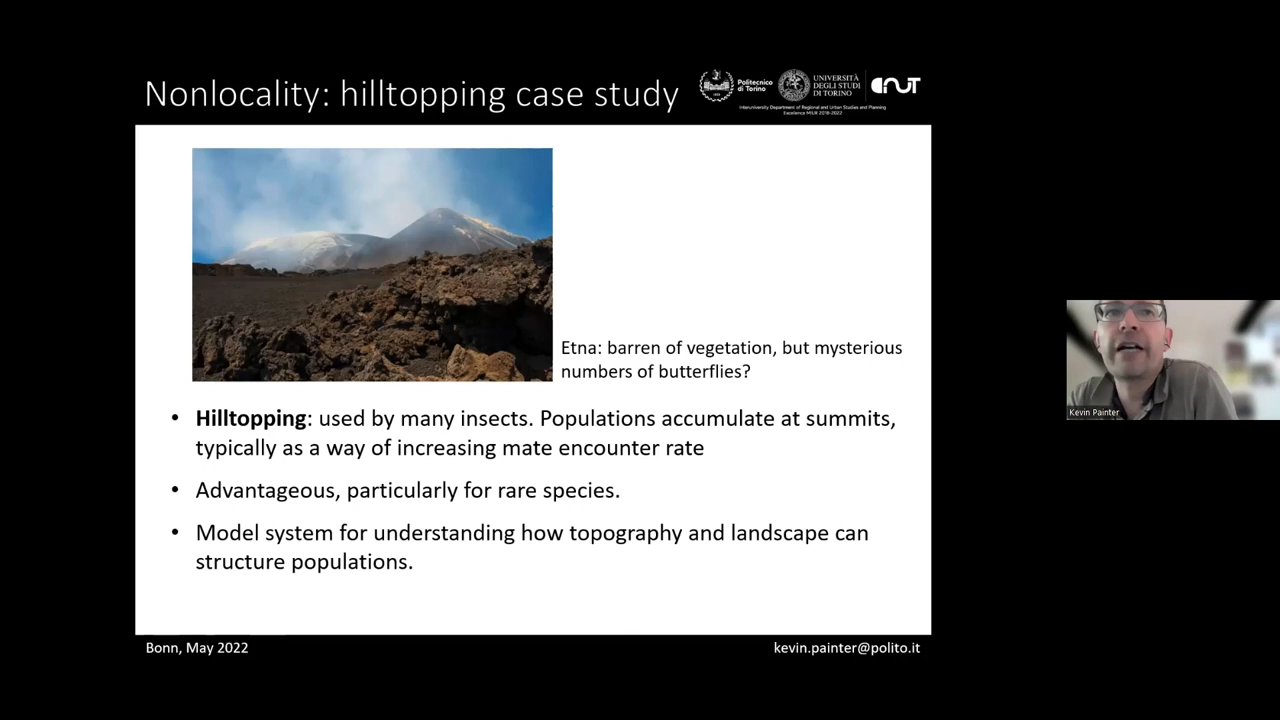 Nonlocality: hilltopping case study
Politecnico
di Torino
UNIVERSITÀ
DEGLI STUDI
DI TORINO
Interuniversity Department of Regional and Urban Studies and Planning
Excellence MIUR 2018-2022
Etna: barren of vegetation, but mysterious
numbers of butterflies?
• Hilltopping: used by many insects. Populations accumulate at summits,
typically as a way of increasing mate encounter rate
• Advantageous, particularly for rare species.
• Model system for understanding how topography and landscape can
structure populations.
Kevin Painter
Bonn, May 2022
kevin.painter@polito.it